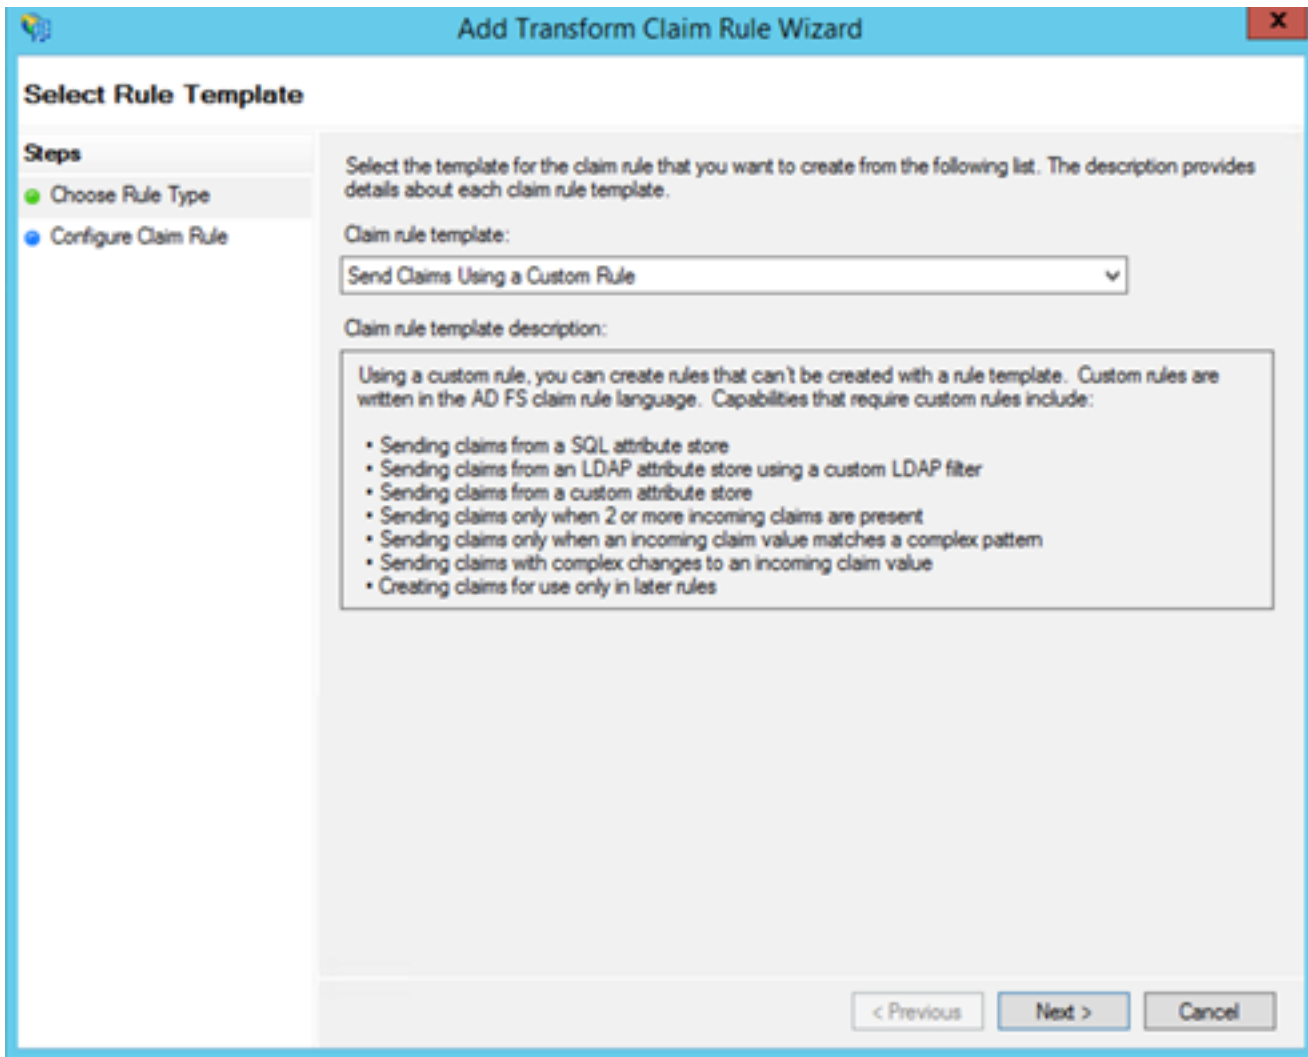 Add Transform Claim Rule Wizard
x
Select Rule Template
Steps
Choose Rule Type
Configure Claim Rule
Select the template for the claim rule that you want to create from the following list. The description provides
details about each claim rule template.
Claim rule template:
Send Claims Using a Custom Rule
Claim rule template description:
Using a custom rule, you can create rules that can't be created with a rule template. Custom rules are
written in the AD FS claim rule language. Capabilities that require custom rules include:
• Sending claims from a SQL attribute store
• Sending claims from an LDAP attribute store using a custom LDAP filter
• Sending claims from a custom attribute store
• Sending claims only when 2 or more incoming claims are present
• Sending claims only when an incoming claim value matches a complex pattern
• Sending claims with complex changes to an incoming claim value
• Creating claims for use only in later rules
< Previous
Next >
Cancel